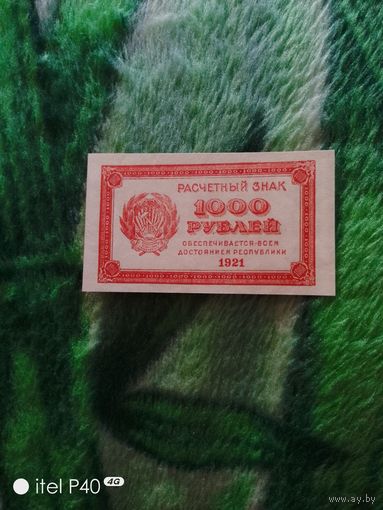 РАСЧЕТНЫЙ ЗНАК
1000
РУБЛЕЙ
ОБЕСПЕЧИВАЕТСЯ·ВСЕМ
ДОСТОЯНИЕМ РЕСПУБЛИКИ
1921
itel P40 4G
www.ay.by